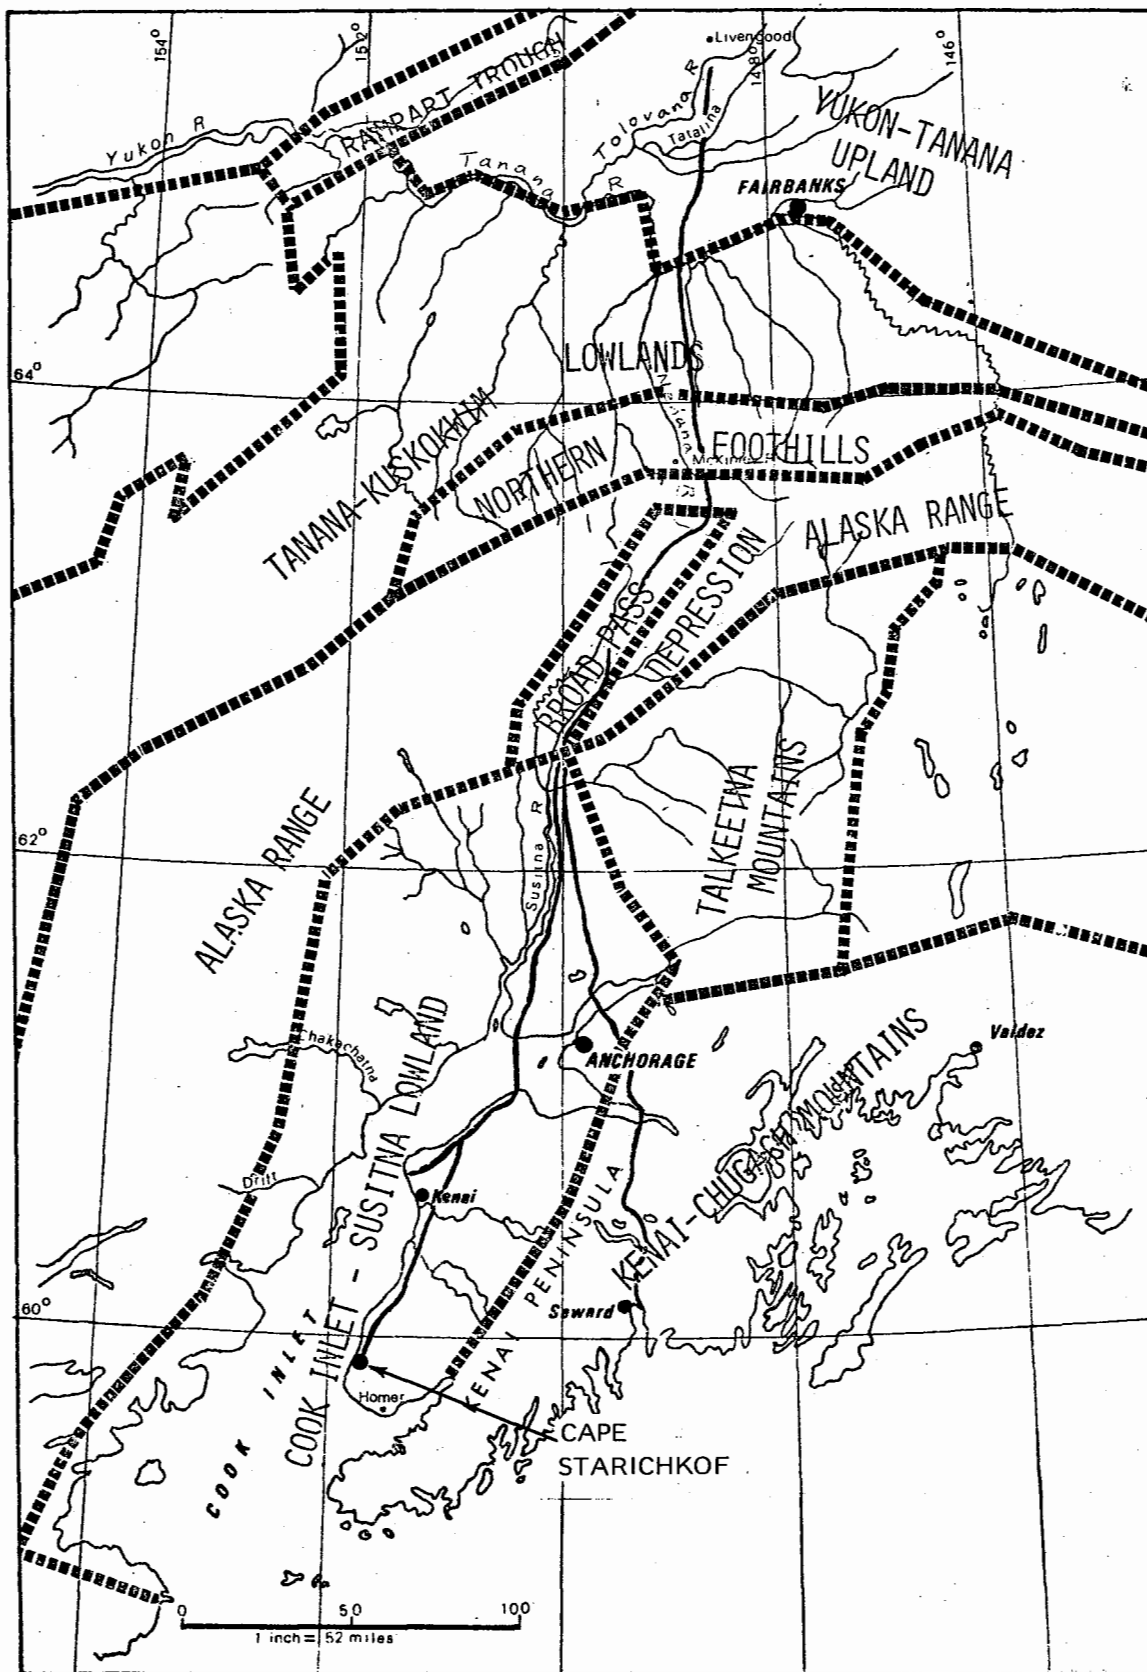 154°
152°
148°
146°
Livengood
RAMPART TROUGH
Yukon R
Tolovana R
Tatalina
YUKON-TANANA
UPLAND
Tanana R
FAIRBANKS
64°
LOWLANDS
TANANA-KUSKOKWIM
Nenana
NORTHERN
FOOTHILLS
ALASKA RANGE
BROAD PASS
DEPRESSION
TALKEETNA
MOUNTAINS
62°
ALASKA RANGE
Susitna R
Chakachatna
Valdez
ANCHORAGE
KENAI-CHUGACH MOUNTAINS
COOK INLET - SUSITNA LOWLAND
Drift
Kenai
KENAI PENINSULA
Seward
60°
COOK INLET
Homer
CAPE
STARICHKOF
0 50 100
1 inch = 52 miles